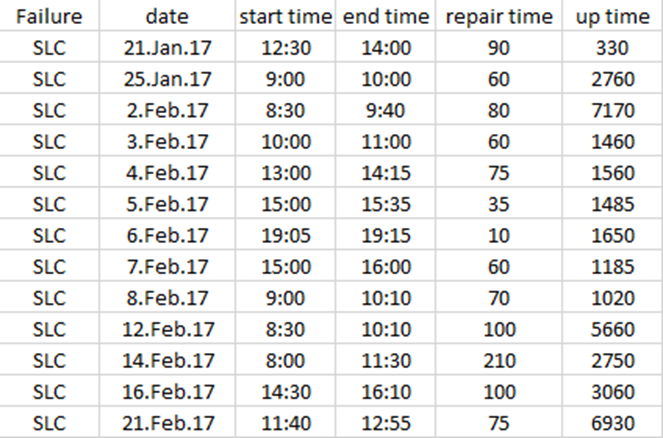 Failure date start time end time repair time up time
SLC 21.Jan.17 12:30 14:00 90 330
SLC 25.Jan.17 9:00 10:00 60 2760
SLC 2.Feb.17 8:30 9:40 80 7170
SLC 3.Feb.17 10:00 11:00 60 1460
SLC 4.Feb.17 13:00 14:15 75 1560
SLC 5.Feb.17 15:00 15:35 35 1485
SLC 6.Feb.17 19:05 19:15 10 1650
SLC 7.Feb.17 15:00 16:00 60 1185
SLC 8.Feb.17 9:00 10:10 70 1020
SLC 12.Feb.17 8:30 10:10 100 5660
SLC 14.Feb.17 8:00 11:30 210 2750
SLC 16.Feb.17 14:30 16:10 100 3060
SLC 21.Feb.17 11:40 12:55 75 6930